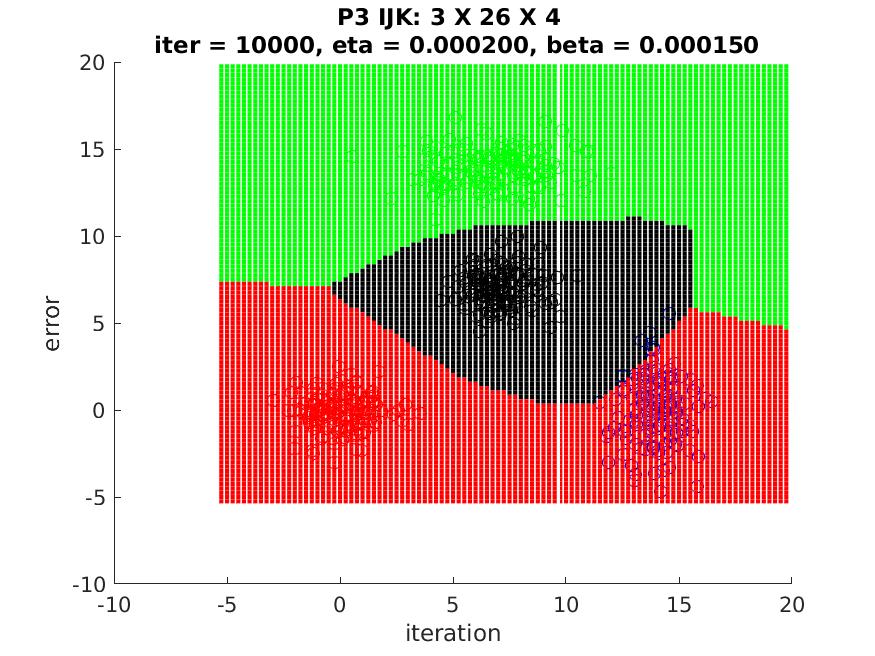 P3 IJK: 3 X 26 X 4
iter = 10000, eta = 0.000200, beta = 0.000150
20
15
10
5
0
-5
-10
error
-10 -5 0 5 10 15 20
iteration